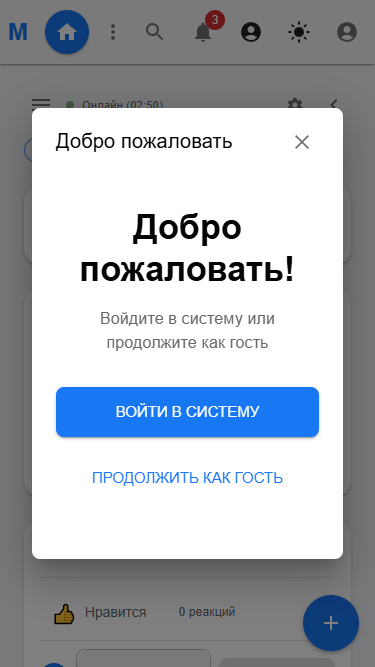 M
3
Онлайн (02:50)
Добро пожаловать
Добро
пожаловать!
Войдите в систему или
продолжите как гость
ВОЙТИ В СИСТЕМУ
ПРОДОЛЖИТЬ КАК ГОСТЬ
Нравится
0 реакций